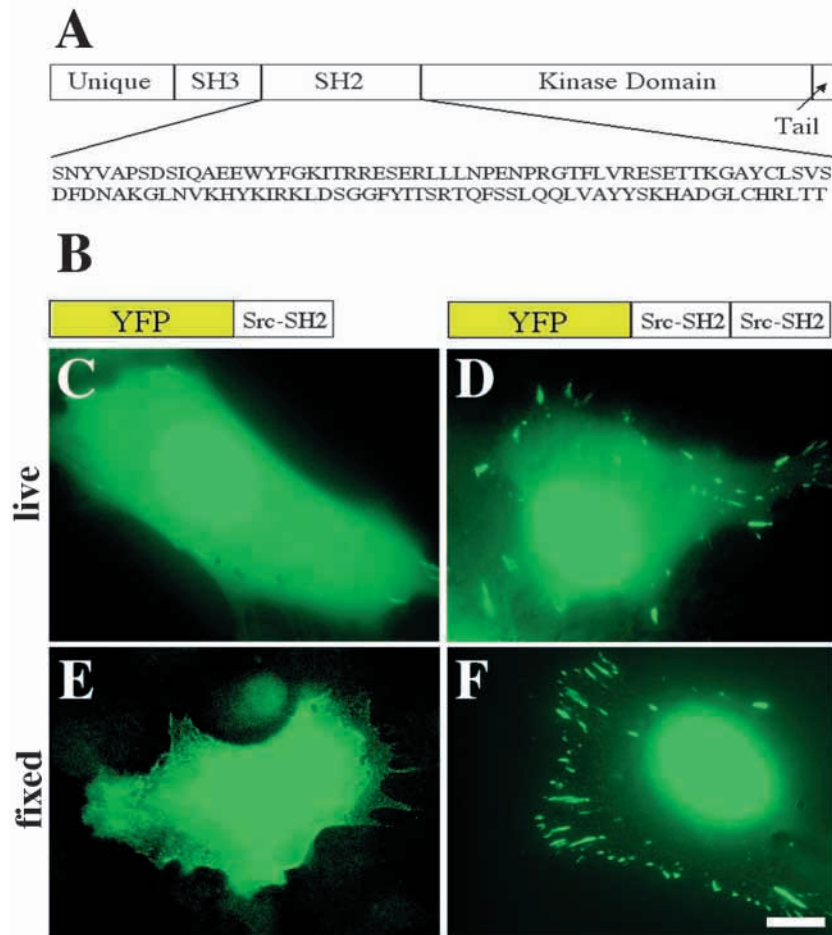 A
Unique SH3 SH2 Kinase Domain
Tail
SNYVAPSDSIQAEEWYFGKITRRESERLLLNPENPRGTFLVRESETTKGAYCLSVS
DFDNAKGLNVKHYKIRKLDSGGFYITSRTQFSSLQQLVAYYSKHADGLCHRLTT
B
YFP Src-SH2 YFP Src-SH2 Src-SH2
C D
live
E F
fixed